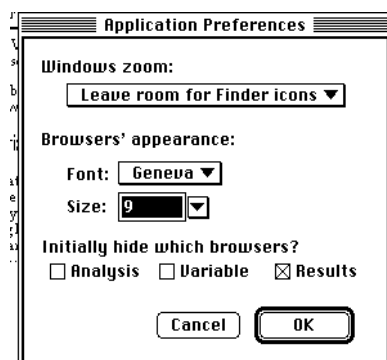 Application Preferences
Windows zoom:
Leave room for Finder icons
Browsers' appearance:
Font: Geneva
Size: 9
Initially hide which browsers?
Analysis Variable Results
Cancel OK